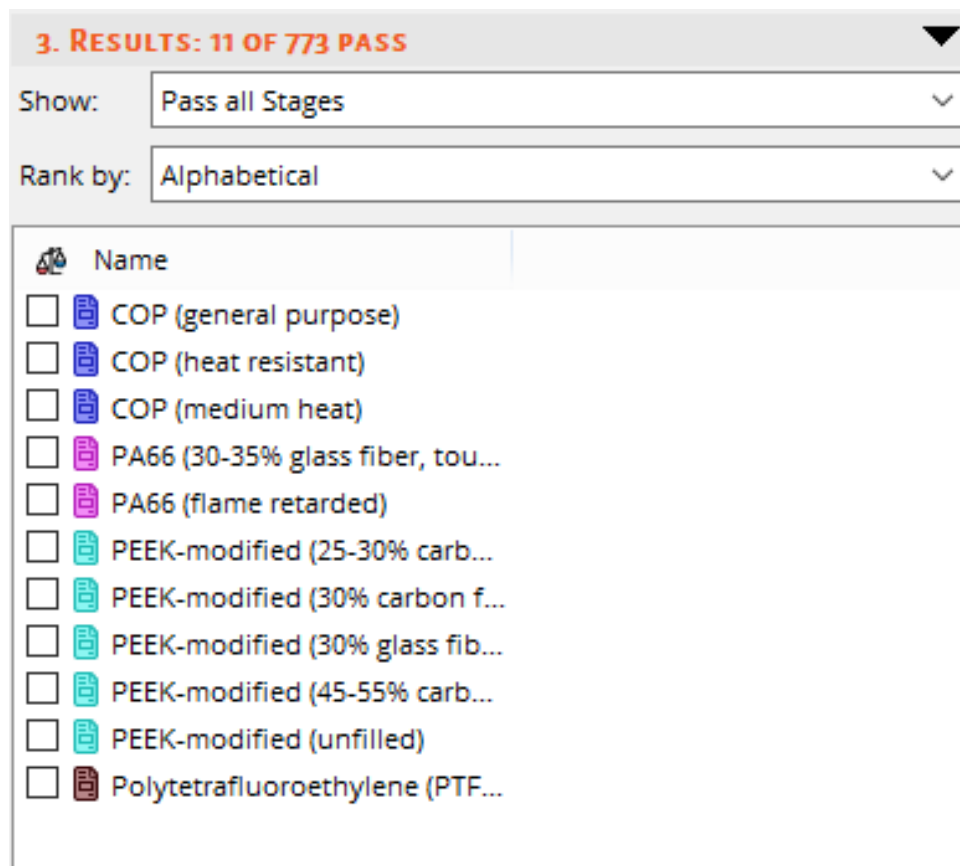 3. RESULTS: 11 OF 773 PASS
Show: Pass all Stages
Rank by: Alphabetical
Name
COP (general purpose)
COP (heat resistant)
COP (medium heat)
PA66 (30-35% glass fiber, tou...
PA66 (flame retarded)
PEEK-modified (25-30% carb...
PEEK-modified (30% carbon f...
PEEK-modified (30% glass fib...
PEEK-modified (45-55% carb...
PEEK-modified (unfilled)
Polytetrafluoroethylene (PTF...